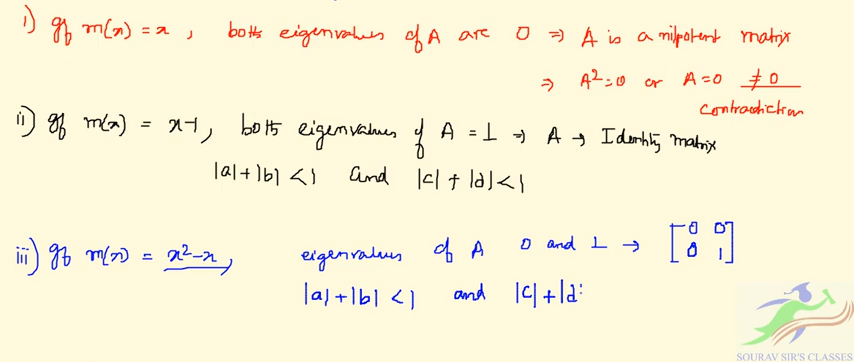 i) If m(x) = x , both eigenvalues of A are 0 ⇒ A is a nilpotent matrix
⇒ A²=0 or A=0 ≠ 0
Contradiction
ii) If m(x) = x-1, both eigenvalues of A = 1 ⇒ A → Identity matrix
|a|+|b| <1 and |c| + |d| <1
iii) If m(x) = x²-x, eigenvalues of A 0 and 1 → [0 0
0 1]
|a|+|b| <1 and |c|+|d
SOURAV SIR'S CLASSES